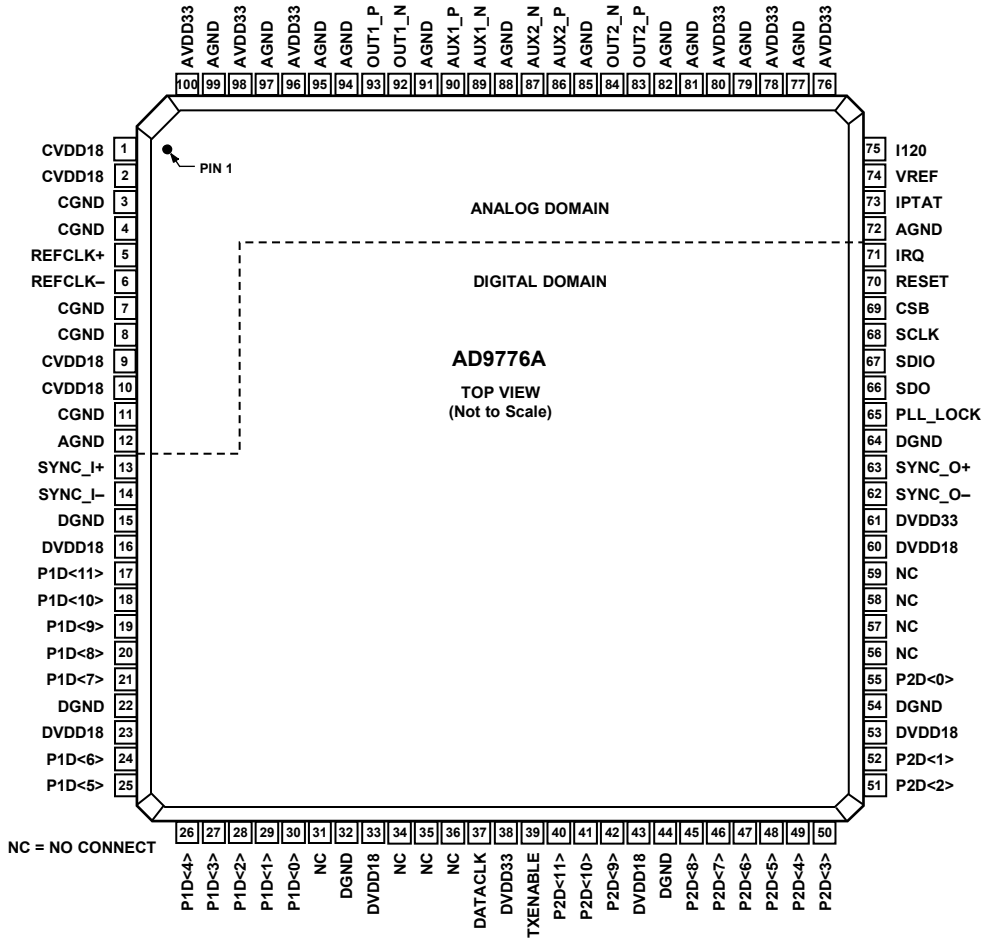 AVDD33
AGND
AVDD33
AGND
AVDD33
AGND
AGND
OUT1_P
OUT1_N
AGND
AUX1_P
AUX1_N
AGND
AUX2_N
AUX2_P
AGND
OUT2_N
OUT2_P
AGND
AGND
AVDD33
AGND
AVDD33
AGND
AVDD33
100 99 98 97 96 95 94 93 92 91 90 89 88 87 86 85 84 83 82 81 80 79 78 77 76
CVDD18 1
CVDD18 2
CGND 3
CGND 4
REFCLK+ 5
REFCLK– 6
CGND 7
CGND 8
CVDD18 9
CVDD18 10
CGND 11
AGND 12
SYNC_I+ 13
SYNC_I– 14
DGND 15
DVDD18 16
P1D<11> 17
P1D<10> 18
P1D<9> 19
P1D<8> 20
P1D<7> 21
DGND 22
DVDD18 23
P1D<6> 24
P1D<5> 25
PIN 1
ANALOG DOMAIN
DIGITAL DOMAIN
AD9776A
TOP VIEW
(Not to Scale)
75 I120
74 VREF
73 IPTAT
72 AGND
71 IRQ
70 RESET
69 CSB
68 SCLK
67 SDIO
66 SDO
65 PLL_LOCK
64 DGND
63 SYNC_O+
62 SYNC_O–
61 DVDD33
60 DVDD18
59 NC
58 NC
57 NC
56 NC
55 P2D<0>
54 DGND
53 DVDD18
52 P2D<1>
51 P2D<2>
26 27 28 29 30 31 32 33 34 35 36 37 38 39 40 41 42 43 44 45 46 47 48 49 50
P1D<4>
P1D<3>
P1D<2>
P1D<1>
P1D<0>
NC
DGND
DVDD18
NC
NC
NC
DATACLK
DVDD33
TXENABLE
P2D<11>
P2D<10>
P2D<9>
DVDD18
DGND
P2D<8>
P2D<7>
P2D<6>
P2D<5>
P2D<4>
P2D<3>
NC = NO CONNECT